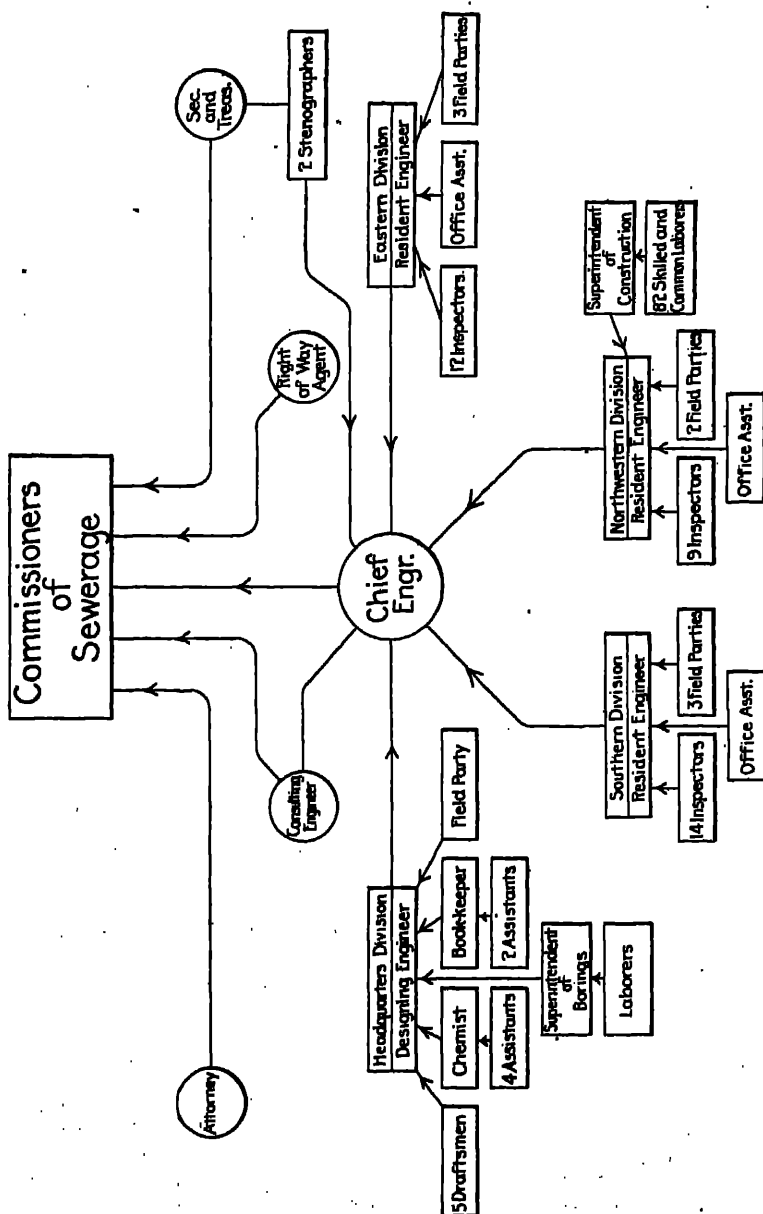 Commissioners
of
Sewerage
Attorney
Consulting
Engineer
Right
of Way
Agent
Sec.
and
Treas.
2 Stenographers
Chief
Engr.
Headquarters Division
Designing Engineer
15 Draftsmen
Chemist
4 Assistants
Superintendent
of
Borings
Laborers
Book-keeper
2 Assistants
Field Party
Southern Division
Resident Engineer
14 Inspectors
Office Asst.
3 Field Parties
Northwestern Division
Resident Engineer
9 Inspectors
Office Asst.
2 Field Parties
Superintendent
of
Construction
82 Skilled and
Common Laborers
Eastern Division
Resident Engineer
12 Inspectors.
Office Asst.
3 Field Parties